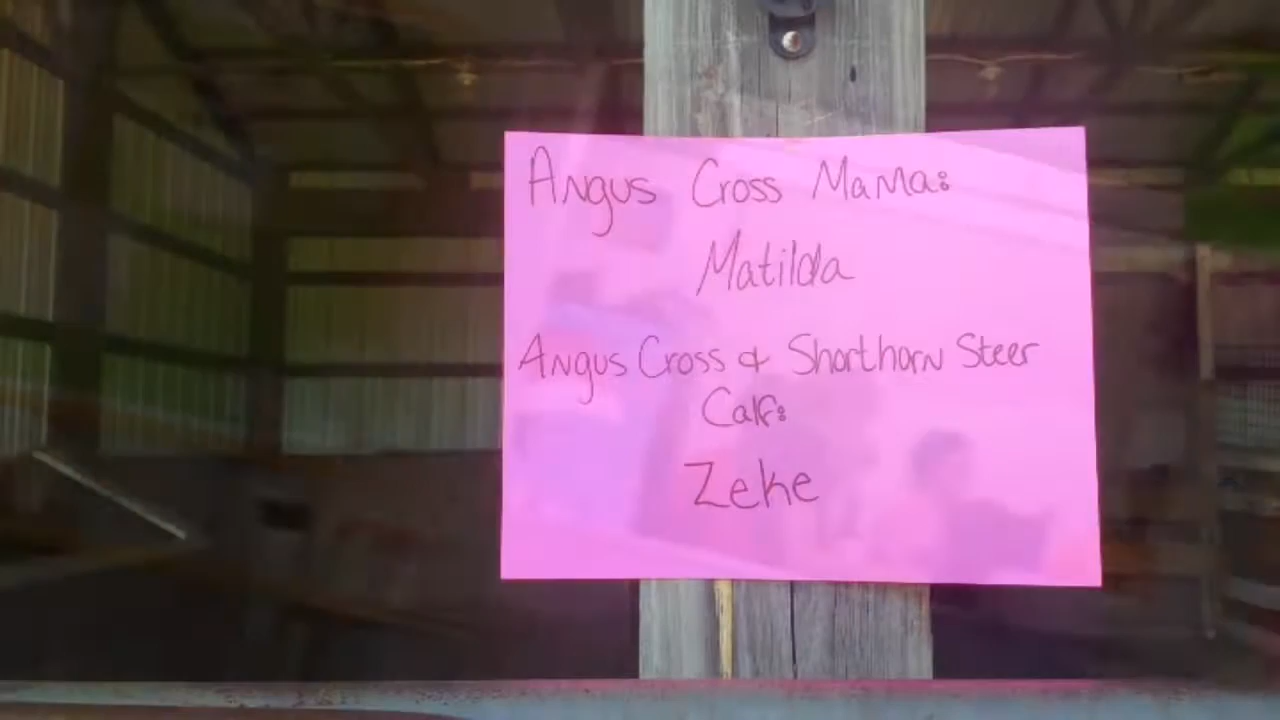 Angus Cross Mama:
Matilda
Angus Cross & Shorthorn Steer
Calf:
Zeke